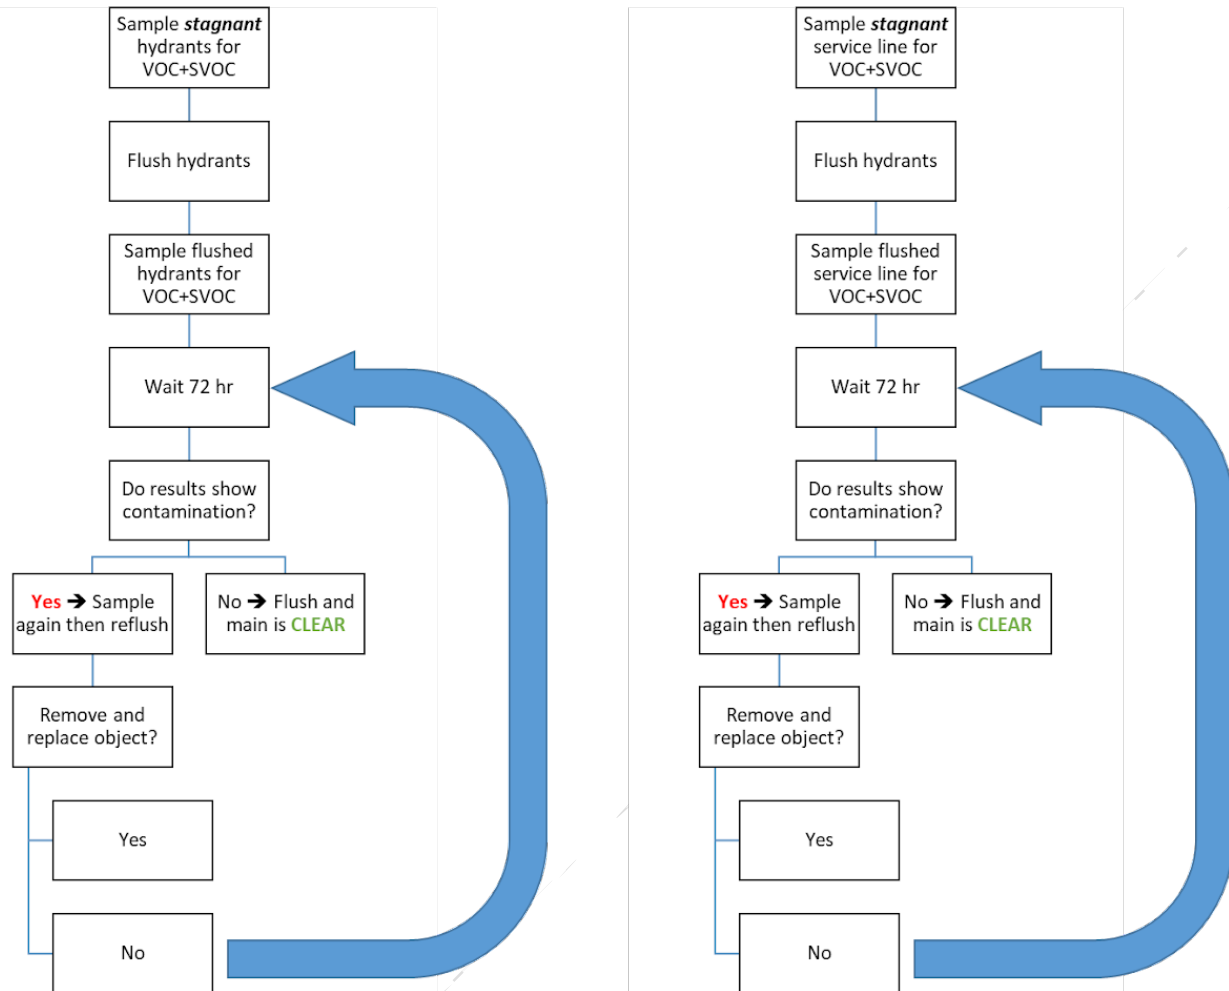 Sample stagnant
hydrants for
VOC+SVOC
Flush hydrants
Sample flushed
hydrants for
VOC+SVOC
Wait 72 hr
Do results show
contamination?
Yes ➔ Sample
again then reflush
No ➔ Flush and
main is CLEAR
Remove and
replace object?
Yes
No
Sample stagnant
service line for
VOC+SVOC
Flush hydrants
Sample flushed
service line for
VOC+SVOC
Wait 72 hr
Do results show
contamination?
Yes ➔ Sample
again then reflush
No ➔ Flush and
main is CLEAR
Remove and
replace object?
Yes
No